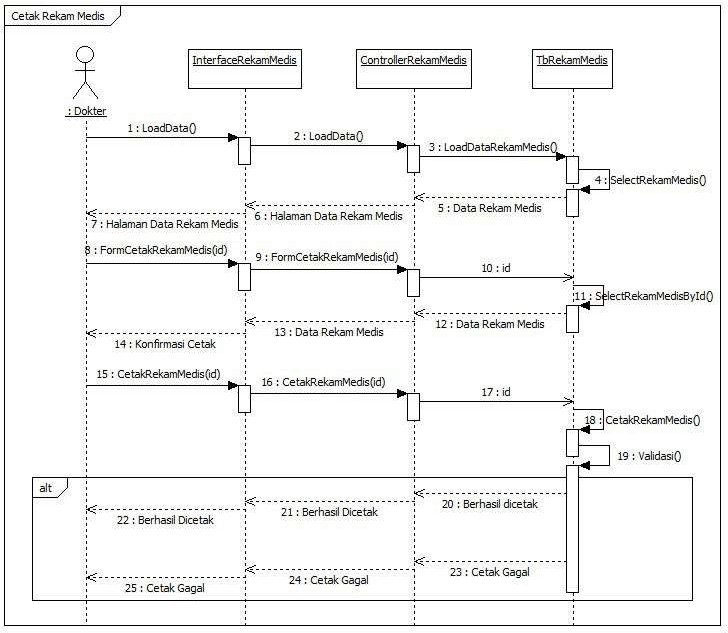 Cetak Rekam Medis
InterfaceRekamMedis
ControllerRekamMedis
TbRekamMedis
: Dokter
1 : LoadData()
2 : LoadData()
3 : LoadDataRekamMedis()
4 : SelectRekamMedis()
5 : Data Rekam Medis
6 : Halaman Data Rekam Medis
7 : Halaman Data Rekam Medis
8 : FormCetakRekamMedis(id)
9 : FormCetakRekamMedis(id)
10 : id
11 : SelectRekamMedisById()
12 : Data Rekam Medis
13 : Data Rekam Medis
14 : Konfirmasi Cetak
15 : CetakRekamMedis(id)
16 : CetakRekamMedis(id)
17 : id
18 : CetakRekamMedis()
19 : Validasi()
alt
20 : Berhasil dicetak
21 : Berhasil Dicetak
22 : Berhasil Dicetak
23 : Cetak Gagal
24 : Cetak Gagal
25 : Cetak Gagal